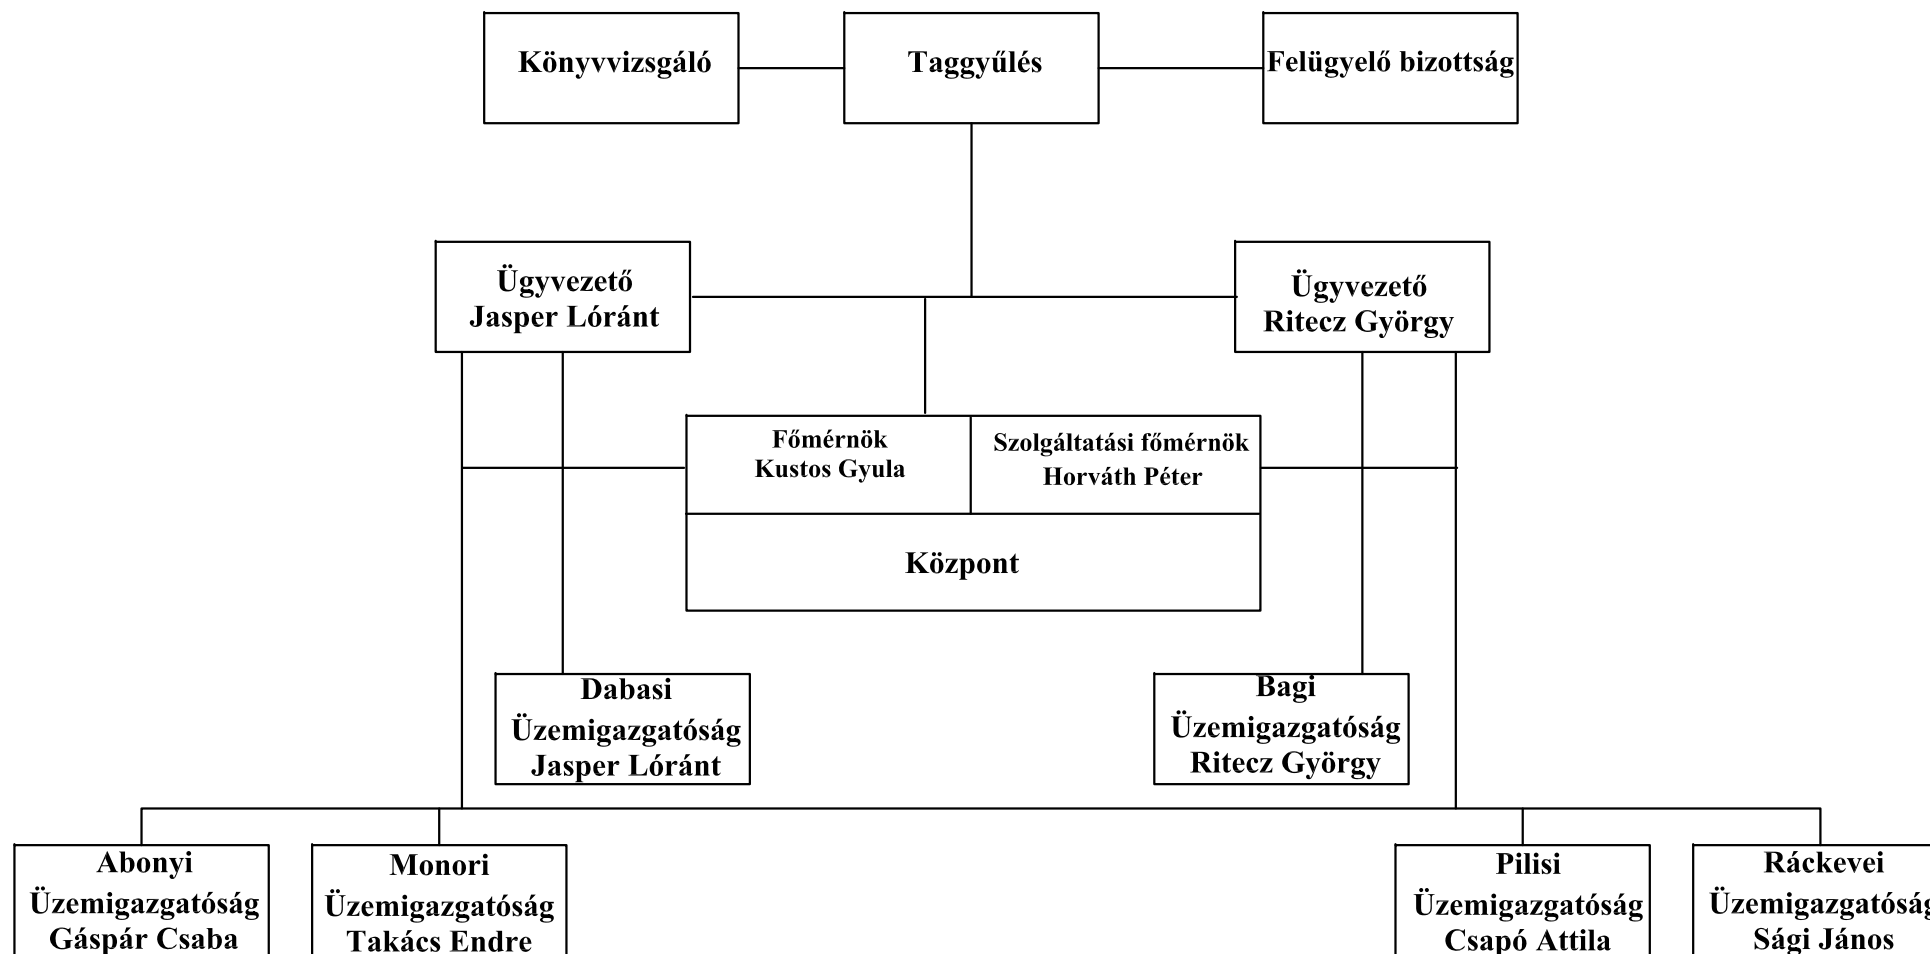 Könyvvizsgáló
Taggyűlés
Felügyelő bizottság
Ügyvezető
Jasper Lóránt
Ügyvezető
Ritecz György
Főmérnök
Kustos Gyula
Szolgáltatási főmérnök
Horváth Péter
Központ
Dabasi
Üzemigazgatóság
Jasper Lóránt
Bagi
Üzemigazgatóság
Ritecz György
Abonyi
Üzemigazgatóság
Gáspár Csaba
Monori
Üzemigazgatóság
Takács Endre
Pilisi
Üzemigazgatóság
Csapó Attila
Ráckevei
Üzemigazgatóság
Sági János